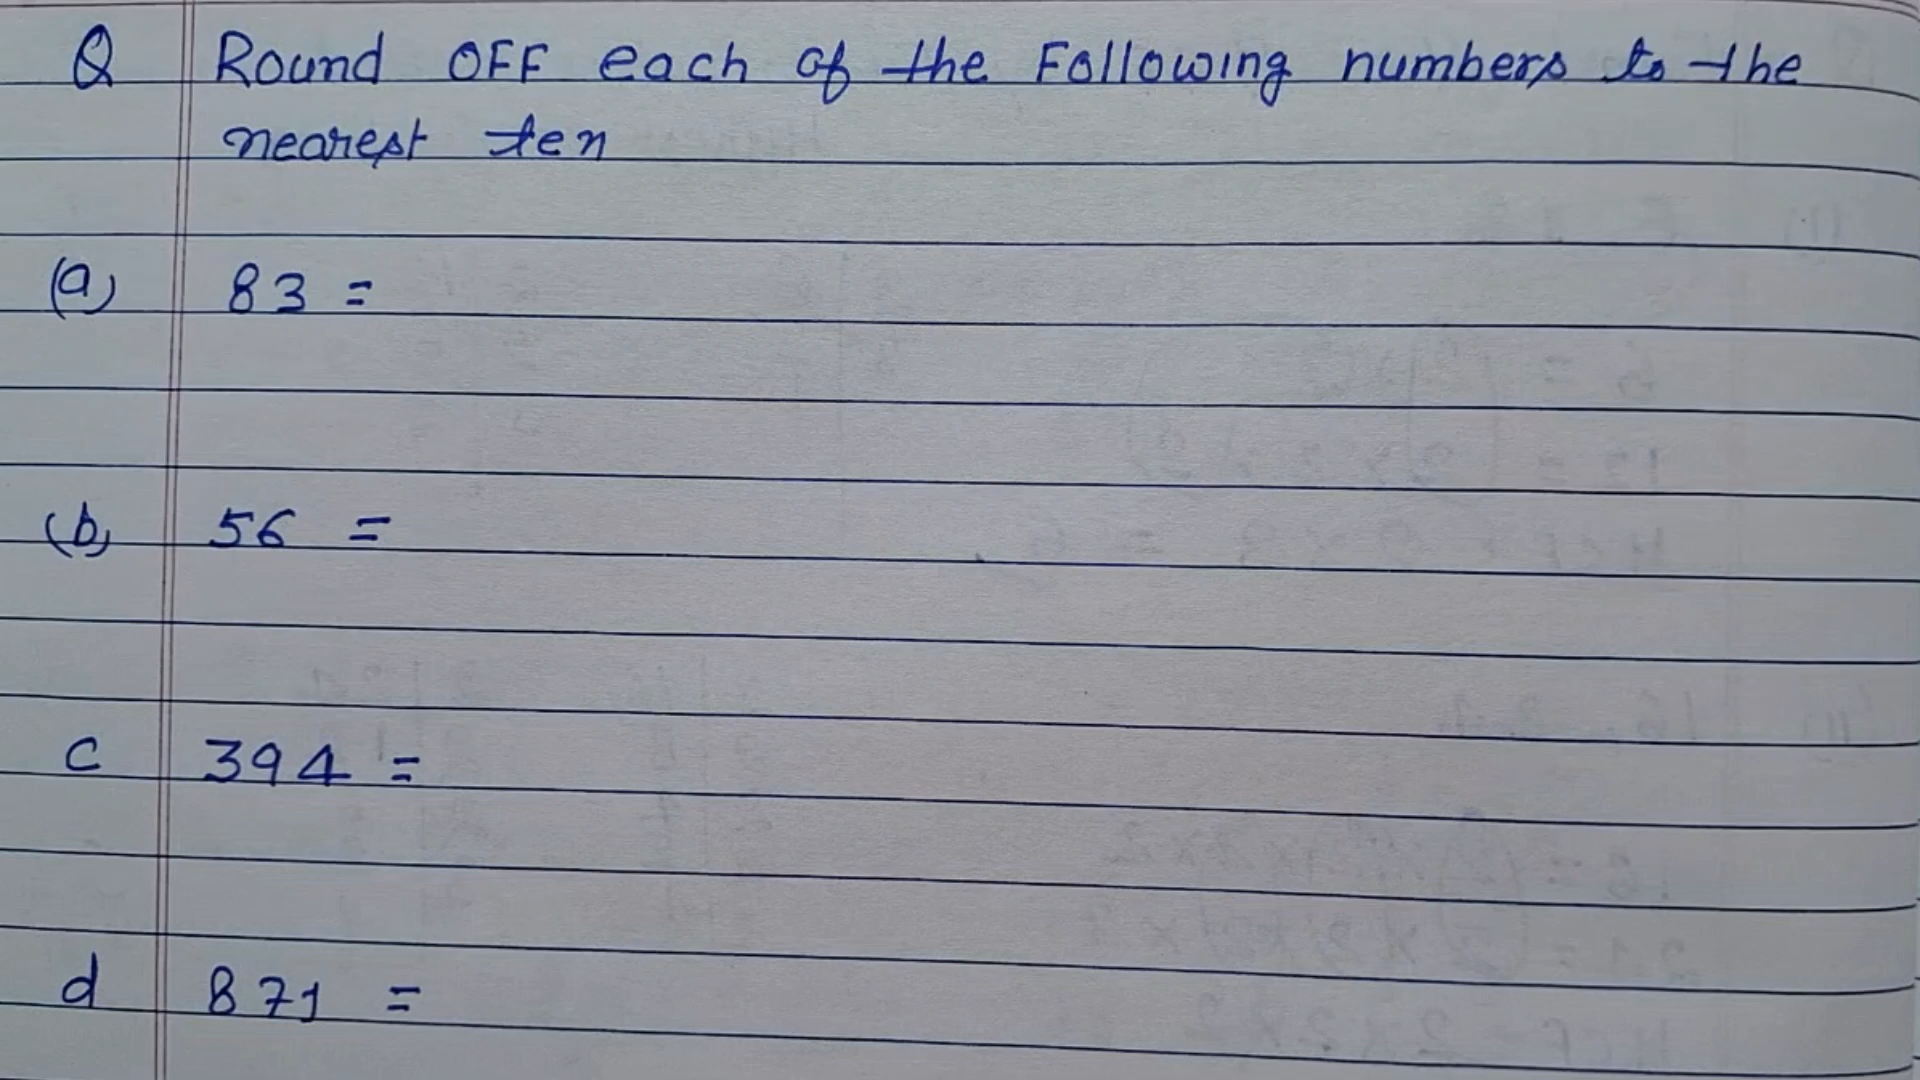 Q Round OFF each of the Following numbers to the
nearest ten
(a) 83 =
(b) 56 =
c 394 =
d 871 =